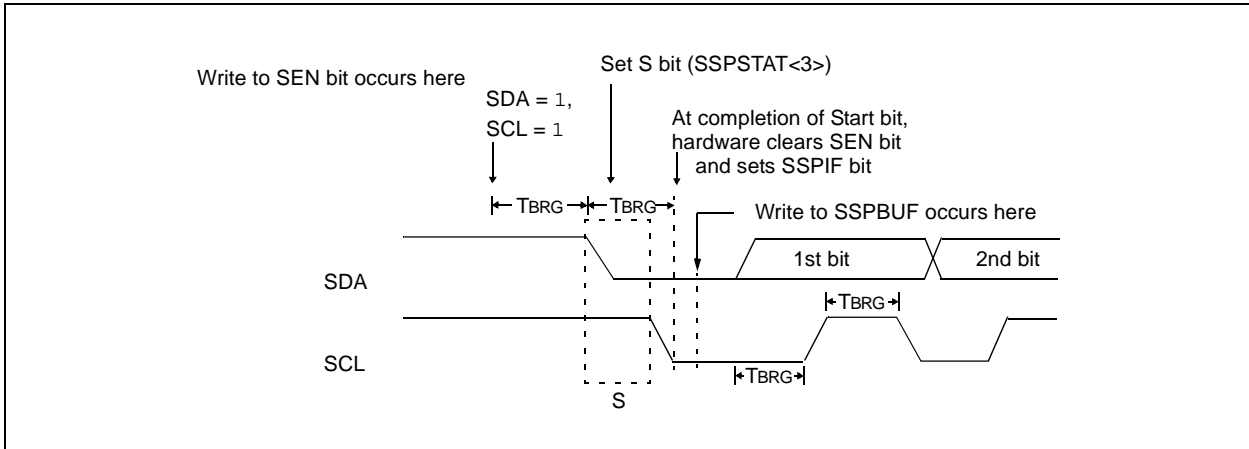 Write to SEN bit occurs here
Set S bit (SSPSTAT<3>)
SDA = 1,
SCL = 1
At completion of Start bit,
hardware clears SEN bit
and sets SSPIF bit
TBRG
TBRG
Write to SSPBUF occurs here
SDA
1st bit
2nd bit
TBRG
SCL
TBRG
S